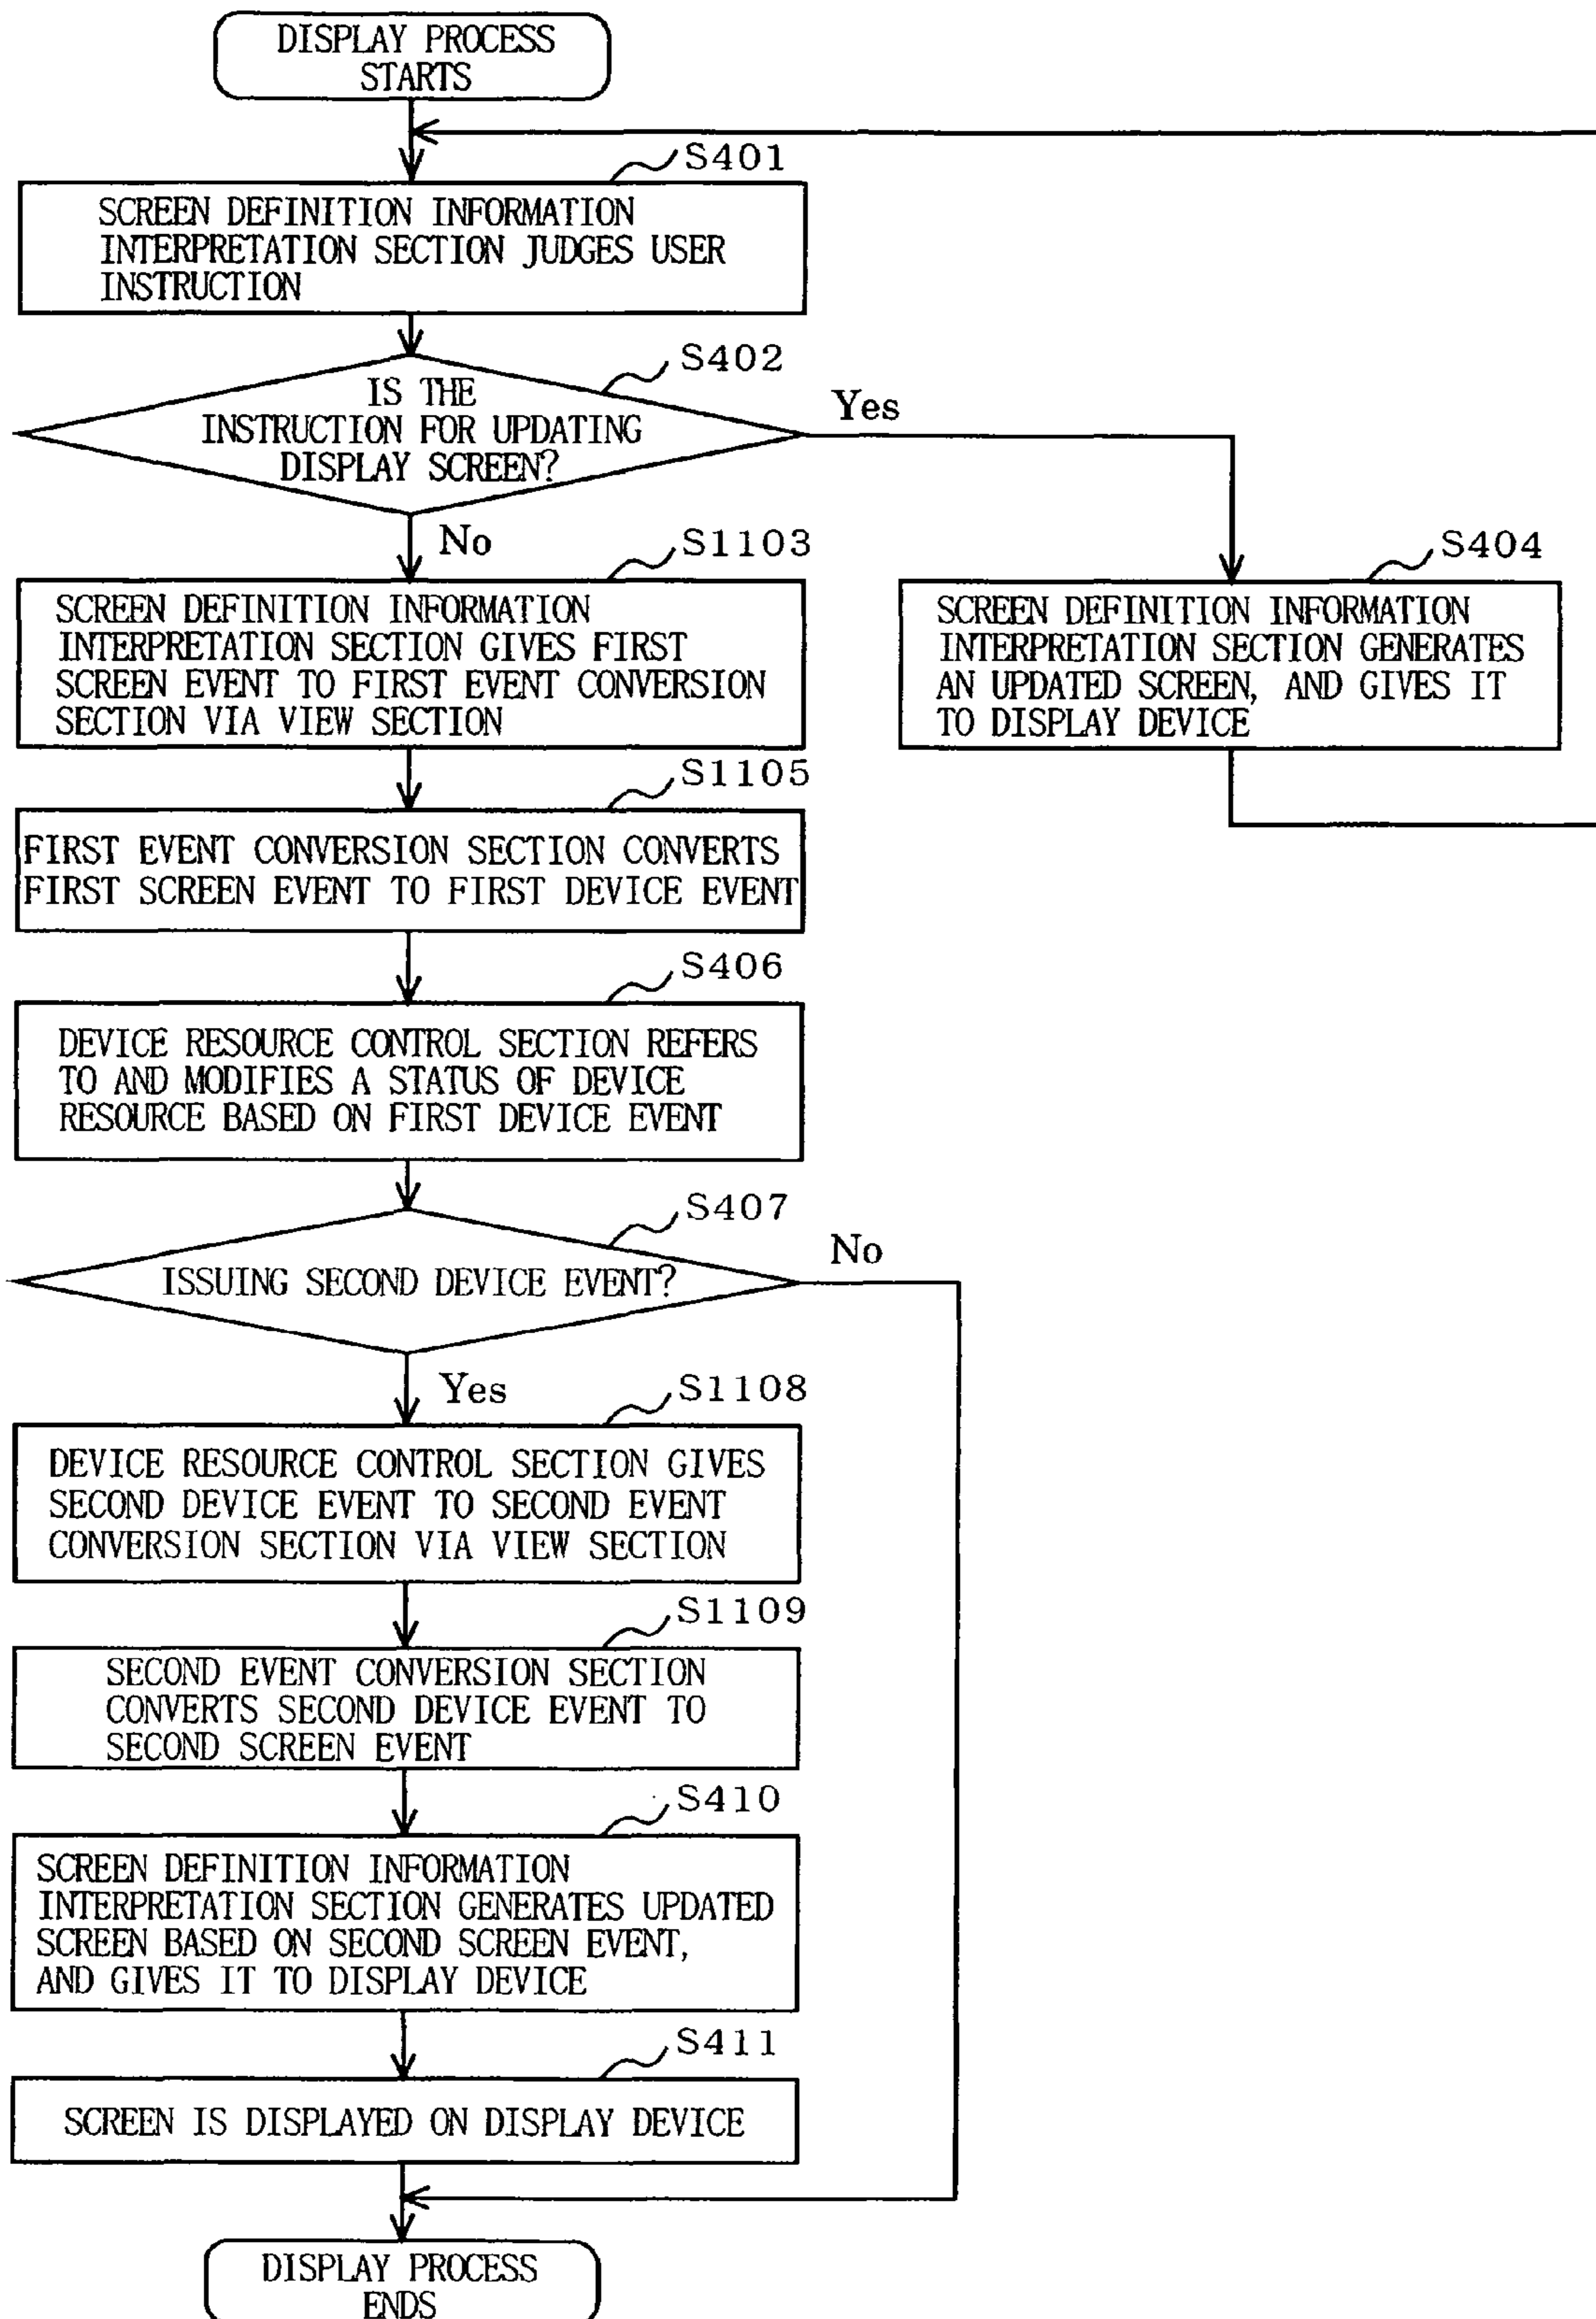 DISPLAY PROCESS
STARTS
S401
SCREEN DEFINITION INFORMATION
INTERPRETATION SECTION JUDGES USER
INSTRUCTION
S402
IS THE
INSTRUCTION FOR UPDATING
DISPLAY SCREEN?
Yes
No
S1103
SCREEN DEFINITION INFORMATION
INTERPRETATION SECTION GIVES FIRST
SCREEN EVENT TO FIRST EVENT CONVERSION
SECTION VIA VIEW SECTION
S404
SCREEN DEFINITION INFORMATION
INTERPRETATION SECTION GENERATES
AN UPDATED SCREEN, AND GIVES IT
TO DISPLAY DEVICE
S1105
FIRST EVENT CONVERSION SECTION CONVERTS
FIRST SCREEN EVENT TO FIRST DEVICE EVENT
S406
DEVICE RESOURCE CONTROL SECTION REFERS
TO AND MODIFIES A STATUS OF DEVICE
RESOURCE BASED ON FIRST DEVICE EVENT
S407
ISSUING SECOND DEVICE EVENT?
No
Yes
S1108
DEVICE RESOURCE CONTROL SECTION GIVES
SECOND DEVICE EVENT TO SECOND EVENT
CONVERSION SECTION VIA VIEW SECTION
S1109
SECOND EVENT CONVERSION SECTION
CONVERTS SECOND DEVICE EVENT TO
SECOND SCREEN EVENT
S410
SCREEN DEFINITION INFORMATION
INTERPRETATION SECTION GENERATES UPDATED
SCREEN BASED ON SECOND SCREEN EVENT,
AND GIVES IT TO DISPLAY DEVICE
S411
SCREEN IS DISPLAYED ON DISPLAY DEVICE
DISPLAY PROCESS
ENDS